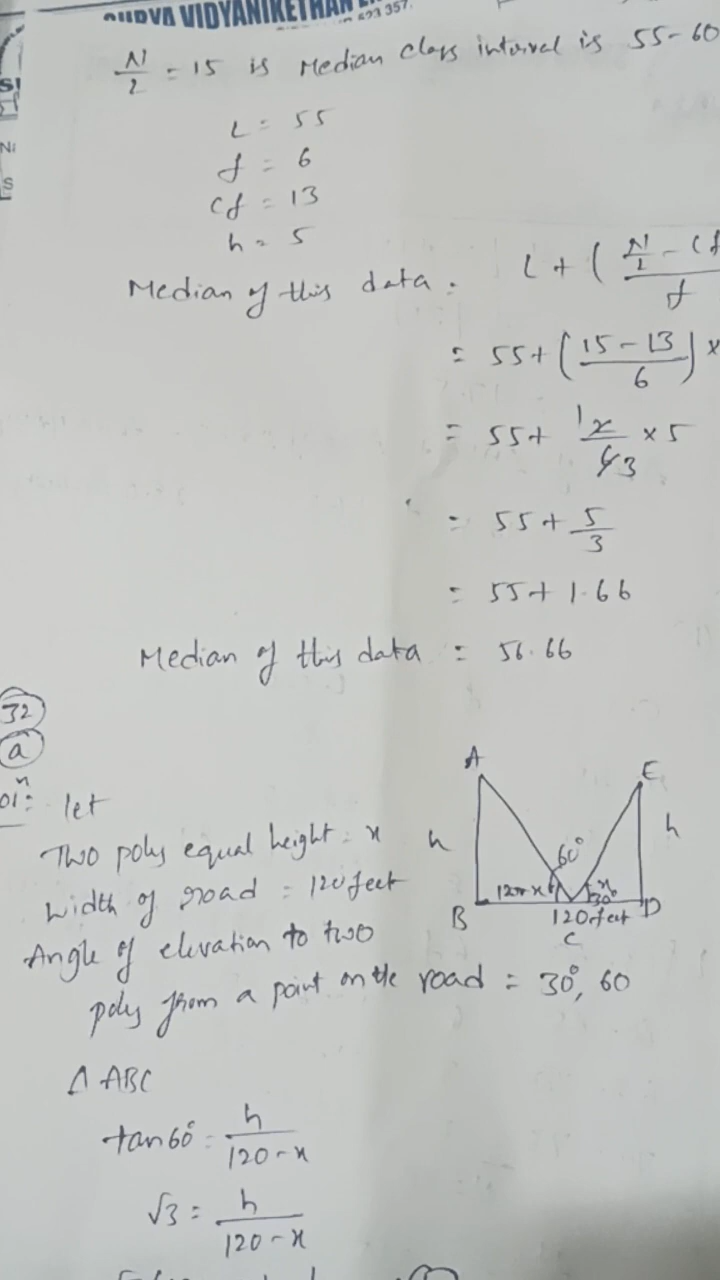 SURYA VIDYANIKETHAN
N/2 = 15 is Median class interval is 55-60
L = 55
f = 6
cf = 13
h = 5
Median of this data = L + ( N/2 - cf / f
= 55 + ( 15 - 13 / 6 ) ×
= 55 + 1 2 / 6 3 × 5
= 55 + 5/3
= 55 + 1.66
Median of this data = 56.66
32
a
Solⁿ: let
Two poles equal height = x
width of road = 120 feet
Angle of elevation to two
poles from a point on the road = 30°, 60
A E
h 60° h
120-x x 30°
B 120 feet D
C
Δ ABC
tan 60° = h / 120 - x
√3 = h / 120 - x